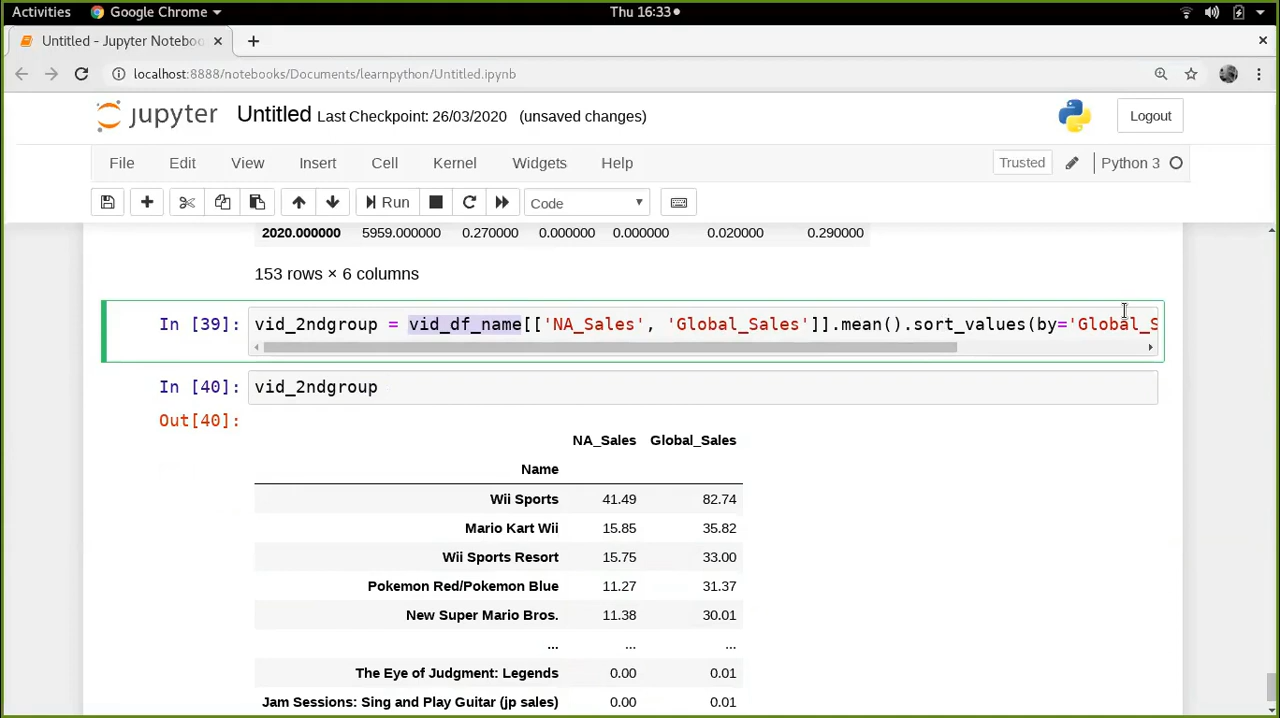 Activities Google Chrome Thu 16:33
Untitled - Jupyter Noteboo
localhost:8888/notebooks/Documents/learnpython/Untitled.ipynb
jupyter Untitled Last Checkpoint: 26/03/2020 (unsaved changes) Logout
File Edit View Insert Cell Kernel Widgets Help Trusted Python 3
Run Code
2020.000000 5959.000000 0.270000 0.000000 0.000000 0.020000 0.290000
153 rows × 6 columns
In [39]: vid_2ndgroup = vid_df_name[['NA_Sales', 'Global_Sales']].mean().sort_values(by='Global_S
In [40]: vid_2ndgroup
Out[40]:
NA_Sales Global_Sales
Name
Wii Sports 41.49 82.74
Mario Kart Wii 15.85 35.82
Wii Sports Resort 15.75 33.00
Pokemon Red/Pokemon Blue 11.27 31.37
New Super Mario Bros. 11.38 30.01
... ... ...
The Eye of Judgment: Legends 0.00 0.01
Jam Sessions: Sing and Play Guitar (jp sales) 0.00 0.01